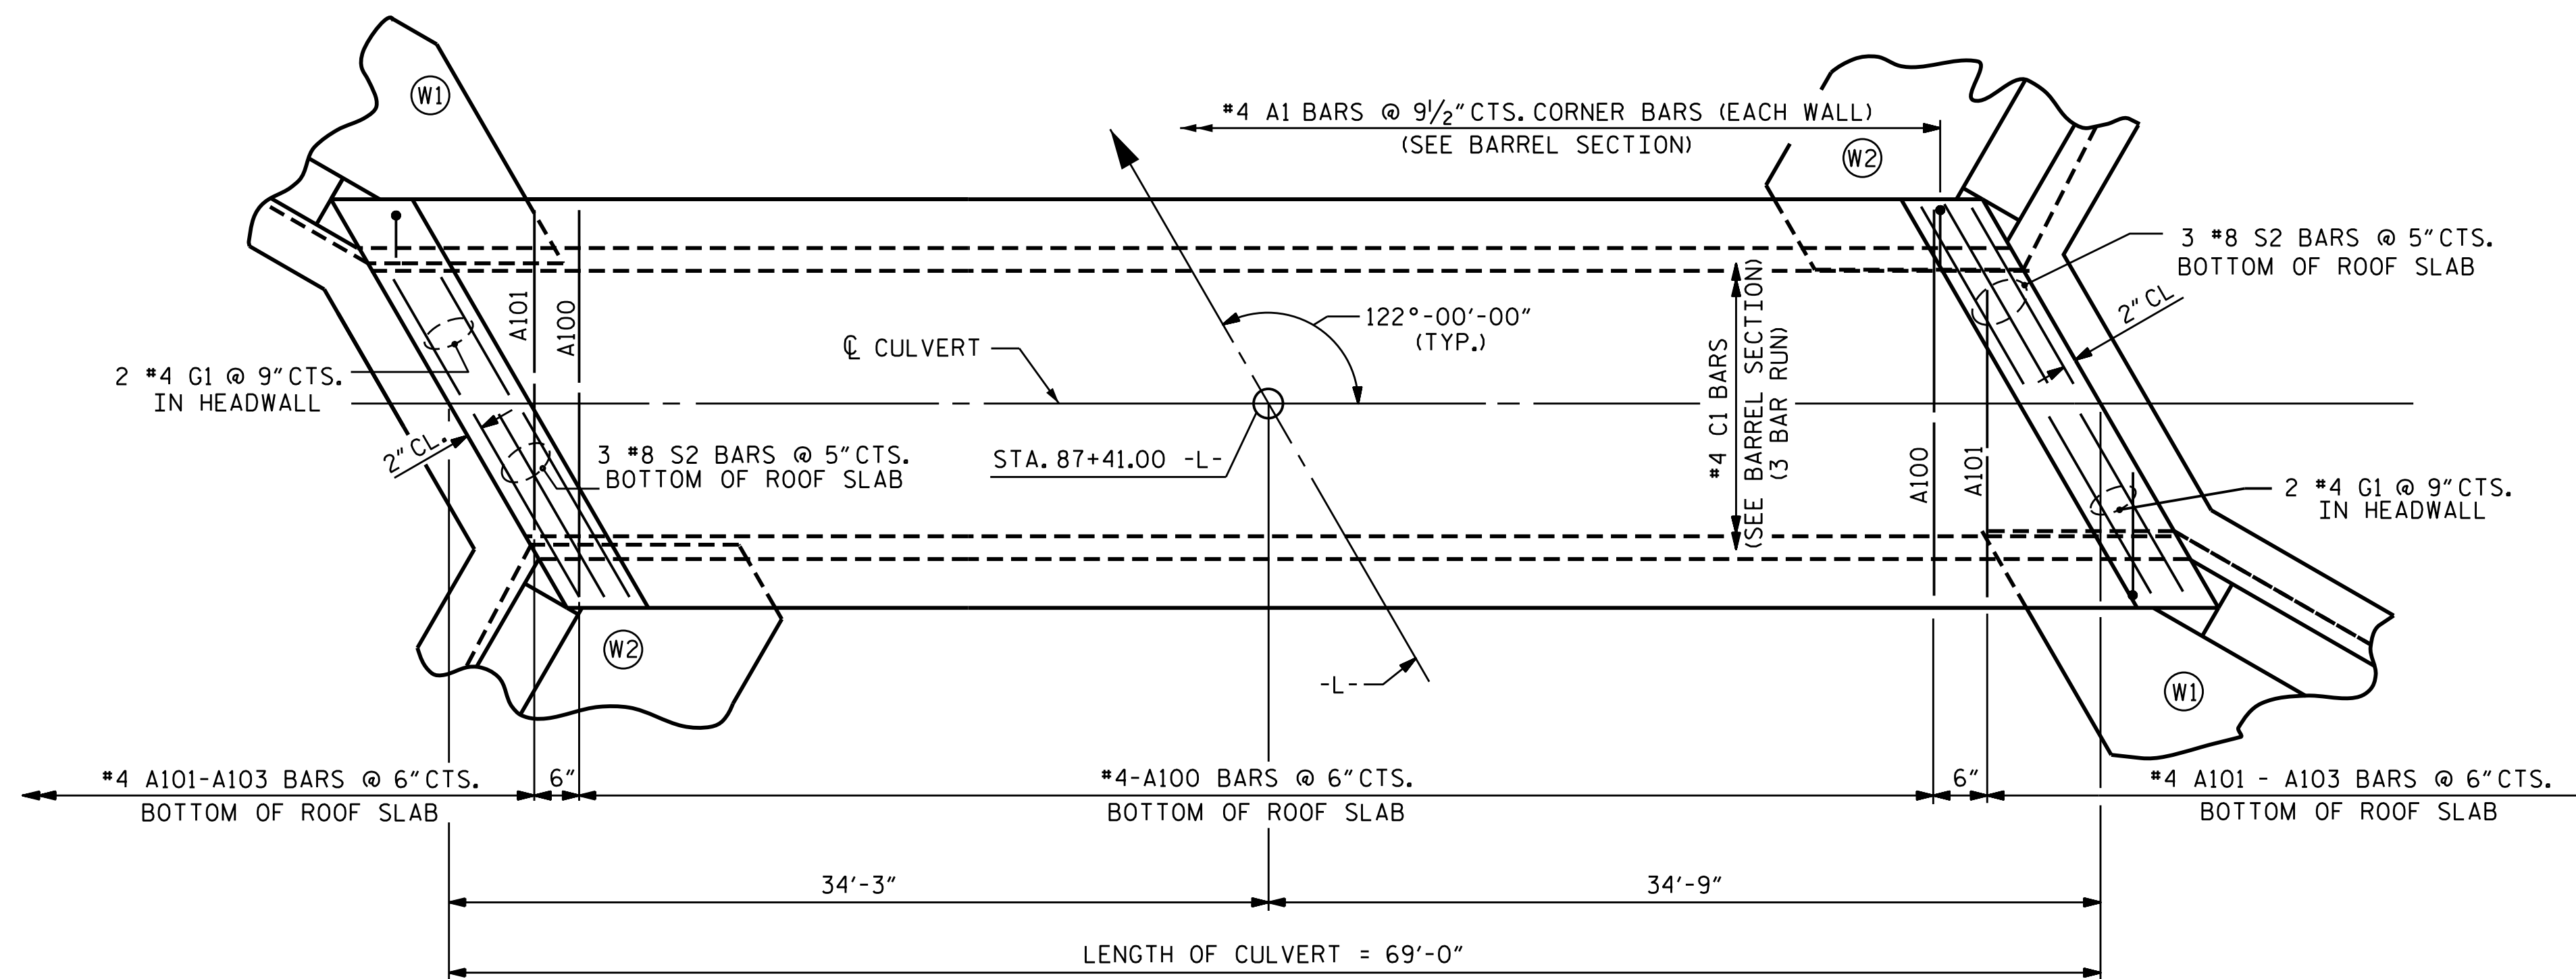 W1
#4 A1 BARS @ 9½" CTS. CORNER BARS (EACH WALL)
(SEE BARREL SECTION)
W2
3 #8 S2 BARS @ 5" CTS.
BOTTOM OF ROOF SLAB
2" CL
A101
A100
122°-00'-00"
(TYP.)
℄ CULVERT
2 #4 G1 @ 9" CTS.
IN HEADWALL
2" CL.
3 #8 S2 BARS @ 5" CTS.
BOTTOM OF ROOF SLAB
STA. 87+41.00 -L-
#4 C1 BARS
(SEE BARREL SECTION)
(3 BAR RUN)
A100
A101
2 #4 G1 @ 9" CTS.
IN HEADWALL
W2
-L-
W1
#4 A101-A103 BARS @ 6" CTS.
BOTTOM OF ROOF SLAB
6"
#4-A100 BARS @ 6" CTS.
BOTTOM OF ROOF SLAB
6"
#4 A101 - A103 BARS @ 6" CTS.
BOTTOM OF ROOF SLAB
34'-3"
34'-9"
LENGTH OF CULVERT = 69'-0"